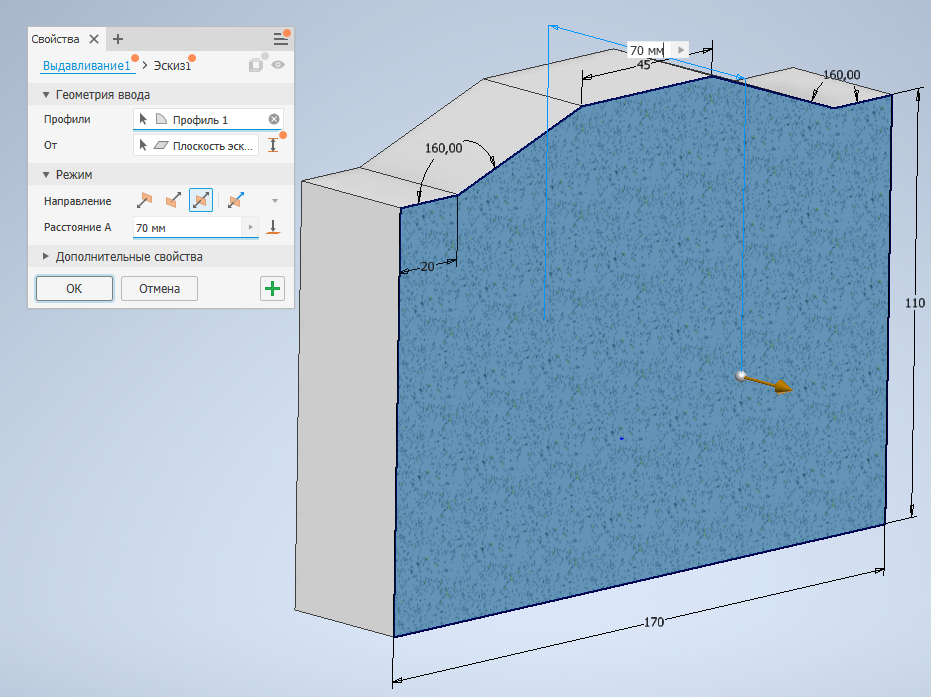 Свойства
Выдавливание1 > Эскиз1
Геометрия ввода
Профили Профиль 1
От Плоскость эск...
Режим
Направление
Расстояние A 70 мм
Дополнительные свойства
ОК Отмена
70 мм
45
160,00
160,00
20
110
170